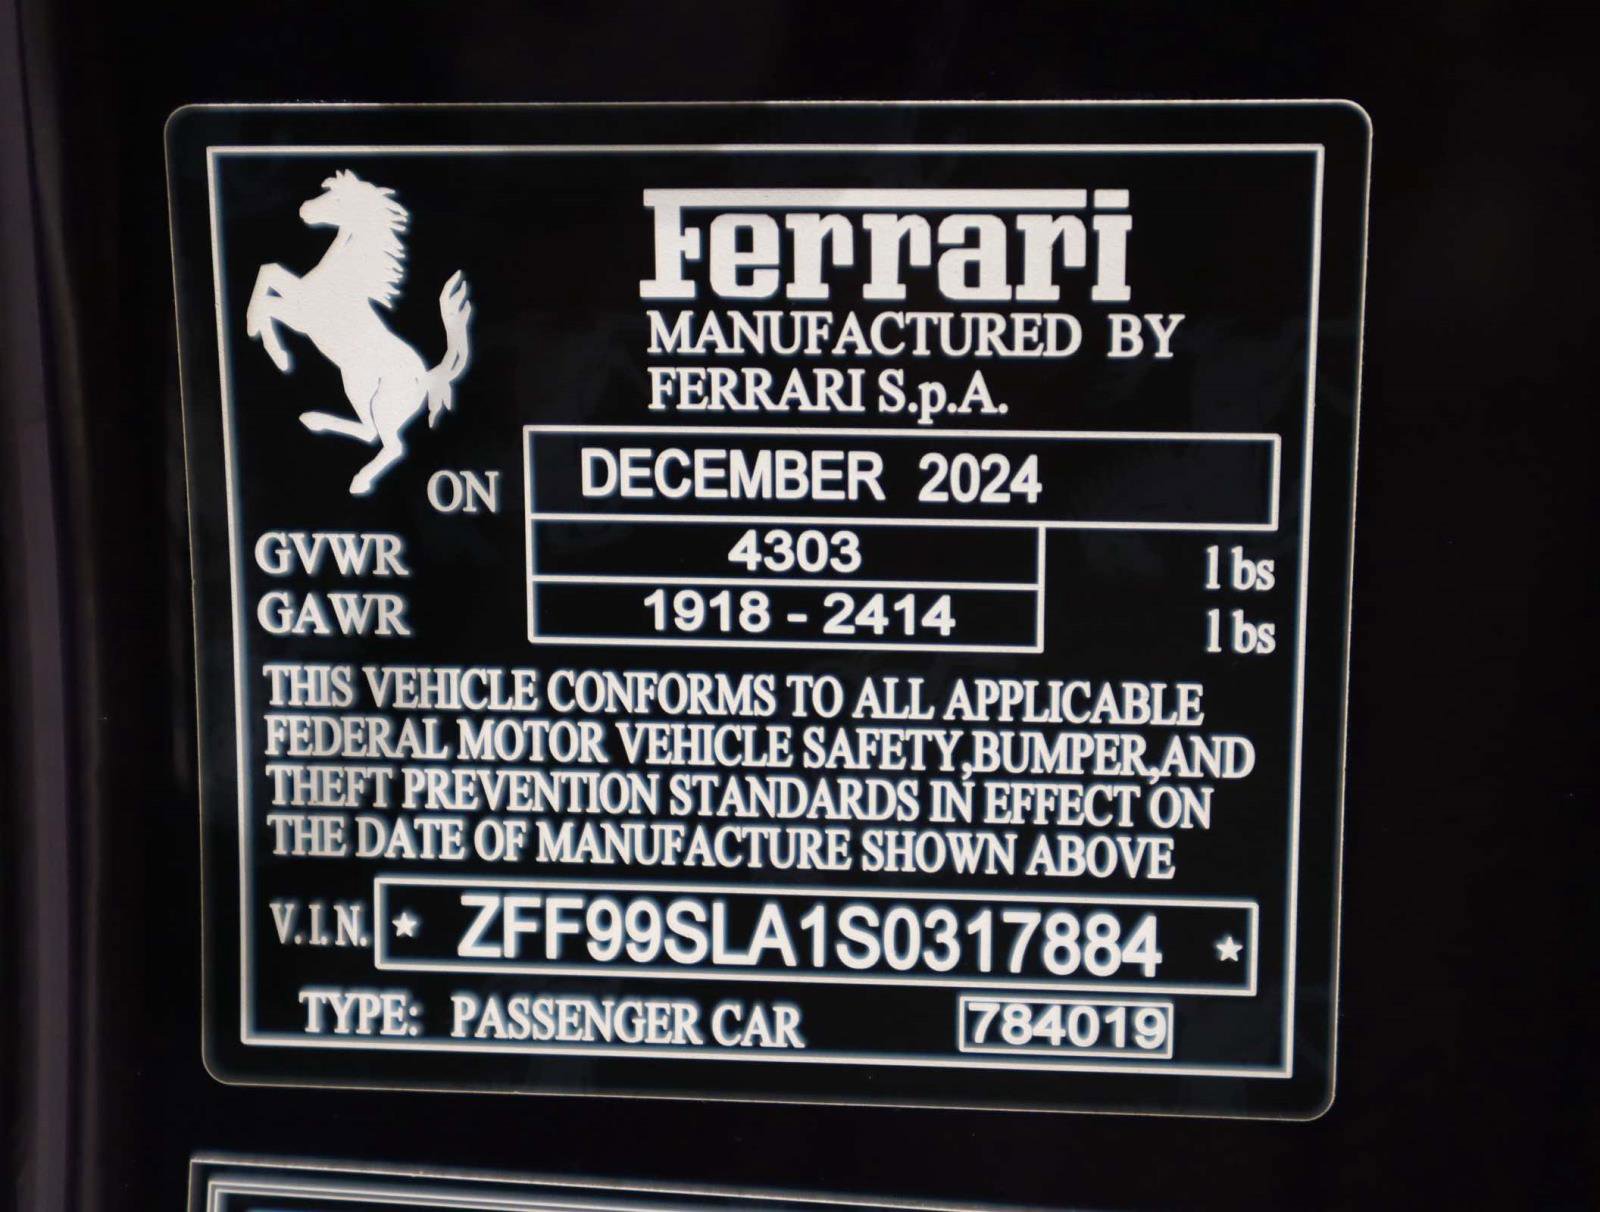 Ferrari
MANUFACTURED BY
FERRARI S.p.A.
ON DECEMBER 2024
GVWR 4303 lbs
GAWR 1918 - 2414 lbs
THIS VEHICLE CONFORMS TO ALL APPLICABLE
FEDERAL MOTOR VEHICLE SAFETY,BUMPER,AND
THEFT PREVENTION STANDARDS IN EFFECT ON
THE DATE OF MANUFACTURE SHOWN ABOVE
V.I.N. ★ ZFF99SLA1S0317884 ★
TYPE: PASSENGER CAR 784019